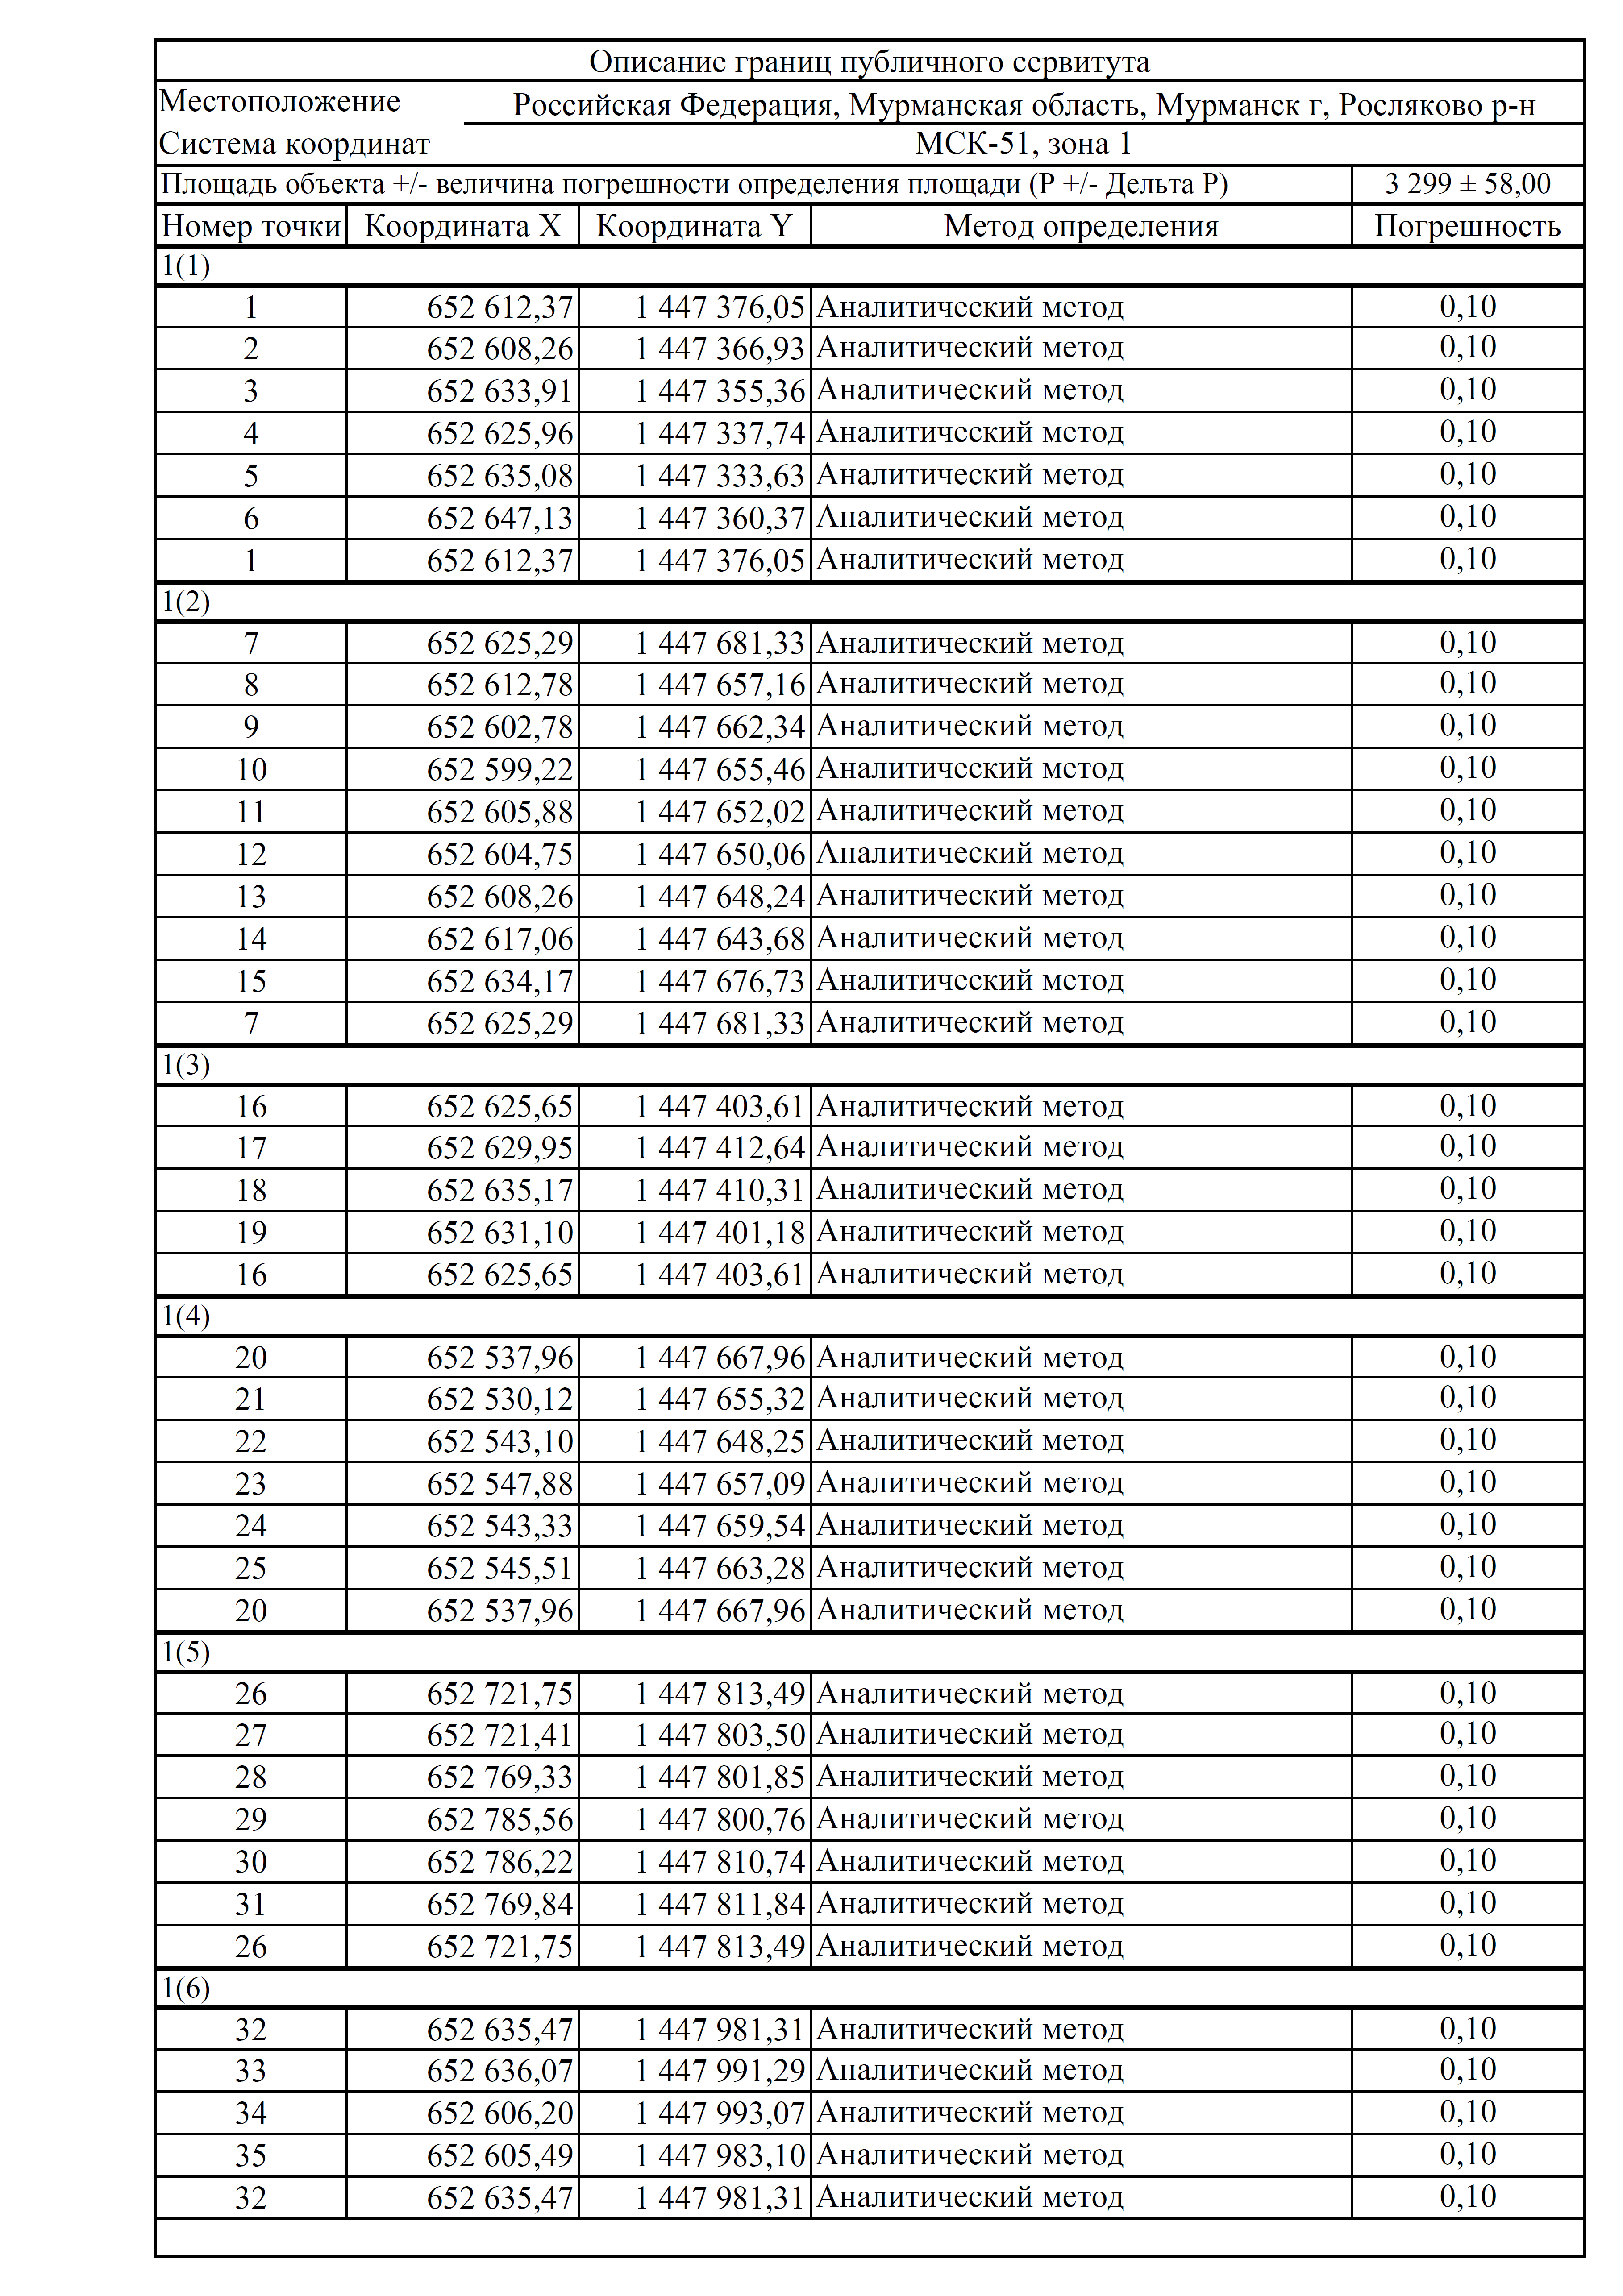 Описание границ публичного сервитута
Местоположение Российская Федерация, Мурманская область, Мурманск г, Росляково р-н
Система координат МСК-51, зона 1
Площадь объекта +/- величина погрешности определения площади (Р +/- Дельта Р) 3 299 ± 58,00
Номер точки Координата X Координата Y Метод определения Погрешность
1(1)
1 652 612,37 1 447 376,05 Аналитический метод 0,10
2 652 608,26 1 447 366,93 Аналитический метод 0,10
3 652 633,91 1 447 355,36 Аналитический метод 0,10
4 652 625,96 1 447 337,74 Аналитический метод 0,10
5 652 635,08 1 447 333,63 Аналитический метод 0,10
6 652 647,13 1 447 360,37 Аналитический метод 0,10
1 652 612,37 1 447 376,05 Аналитический метод 0,10
1(2)
7 652 625,29 1 447 681,33 Аналитический метод 0,10
8 652 612,78 1 447 657,16 Аналитический метод 0,10
9 652 602,78 1 447 662,34 Аналитический метод 0,10
10 652 599,22 1 447 655,46 Аналитический метод 0,10
11 652 605,88 1 447 652,02 Аналитический метод 0,10
12 652 604,75 1 447 650,06 Аналитический метод 0,10
13 652 608,26 1 447 648,24 Аналитический метод 0,10
14 652 617,06 1 447 643,68 Аналитический метод 0,10
15 652 634,17 1 447 676,73 Аналитический метод 0,10
7 652 625,29 1 447 681,33 Аналитический метод 0,10
1(3)
16 652 625,65 1 447 403,61 Аналитический метод 0,10
17 652 629,95 1 447 412,64 Аналитический метод 0,10
18 652 635,17 1 447 410,31 Аналитический метод 0,10
19 652 631,10 1 447 401,18 Аналитический метод 0,10
16 652 625,65 1 447 403,61 Аналитический метод 0,10
1(4)
20 652 537,96 1 447 667,96 Аналитический метод 0,10
21 652 530,12 1 447 655,32 Аналитический метод 0,10
22 652 543,10 1 447 648,25 Аналитический метод 0,10
23 652 547,88 1 447 657,09 Аналитический метод 0,10
24 652 543,33 1 447 659,54 Аналитический метод 0,10
25 652 545,51 1 447 663,28 Аналитический метод 0,10
20 652 537,96 1 447 667,96 Аналитический метод 0,10
1(5)
26 652 721,75 1 447 813,49 Аналитический метод 0,10
27 652 721,41 1 447 803,50 Аналитический метод 0,10
28 652 769,33 1 447 801,85 Аналитический метод 0,10
29 652 785,56 1 447 800,76 Аналитический метод 0,10
30 652 786,22 1 447 810,74 Аналитический метод 0,10
31 652 769,84 1 447 811,84 Аналитический метод 0,10
26 652 721,75 1 447 813,49 Аналитический метод 0,10
1(6)
32 652 635,47 1 447 981,31 Аналитический метод 0,10
33 652 636,07 1 447 991,29 Аналитический метод 0,10
34 652 606,20 1 447 993,07 Аналитический метод 0,10
35 652 605,49 1 447 983,10 Аналитический метод 0,10
32 652 635,47 1 447 981,31 Аналитический метод 0,10